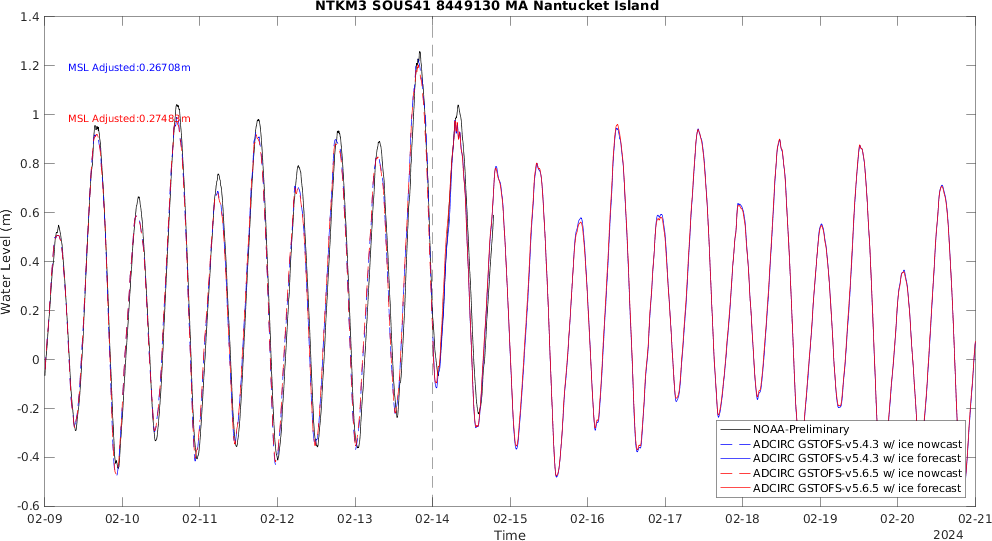 NTKM3 SOUS41 8449130 MA Nantucket Island
1.4
1.2
1
0.8
0.6
0.4
0.2
0
-0.2
-0.4
-0.6
Water Level (m)
MSL Adjusted:0.26708m
MSL Adjusted:0.27483m
NOAA-Preliminary
ADCIRC GSTOFS-v5.4.3 w/ ice nowcast
ADCIRC GSTOFS-v5.4.3 w/ ice forecast
ADCIRC GSTOFS-v5.6.5 w/ ice nowcast
ADCIRC GSTOFS-v5.6.5 w/ ice forecast
02-09 02-10 02-11 02-12 02-13 02-14 02-15 02-16 02-17 02-18 02-19 02-20 02-21
Time
2024